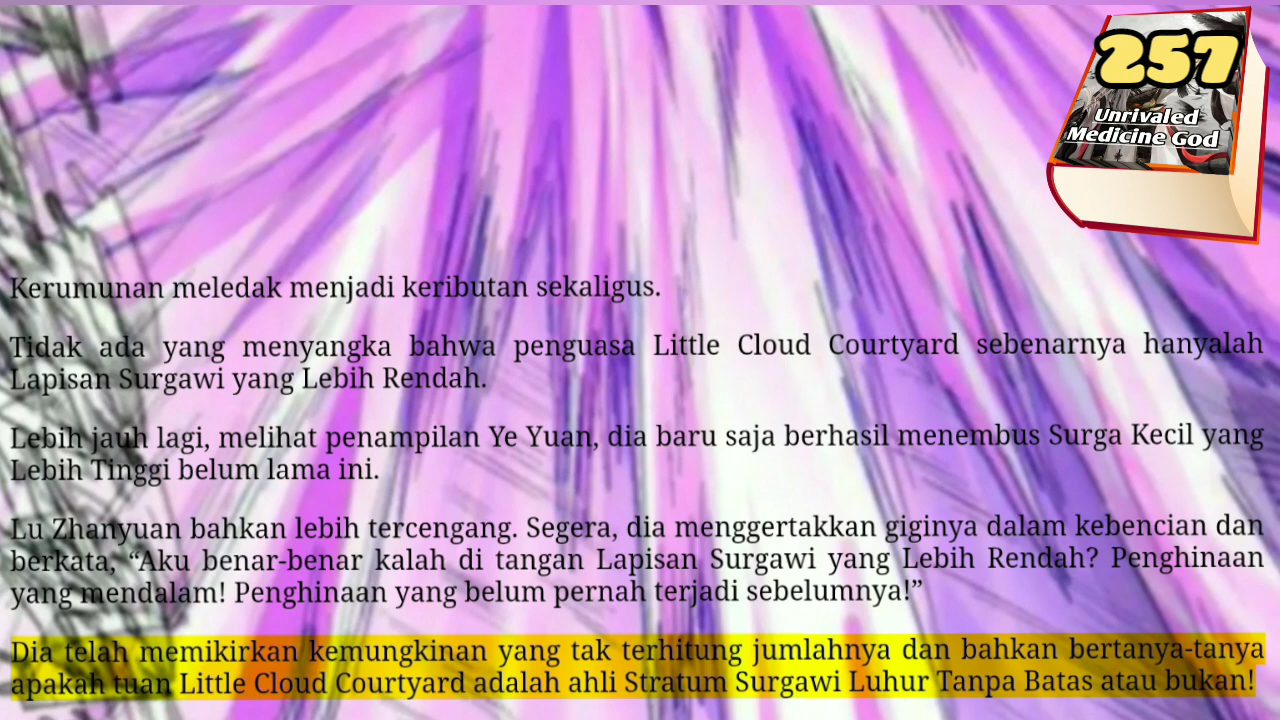 257
Unrivaled
Medicine God
Kerumunan meledak menjadi keributan sekaligus.
Tidak ada yang menyangka bahwa penguasa Little Cloud Courtyard sebenarnya hanyalah
Lapisan Surgawi yang Lebih Rendah.
Lebih jauh lagi, melihat penampilan Ye Yuan, dia baru saja berhasil menembus Surga Kecil yang
Lebih Tinggi belum lama ini.
Lu Zhanyuan bahkan lebih tercengang. Segera, dia menggertakkan giginya dalam kebencian dan
berkata, “Aku benar-benar kalah di tangan Lapisan Surgawi yang Lebih Rendah? Penghinaan
yang mendalam! Penghinaan yang belum pernah terjadi sebelumnya!”
Dia telah memikirkan kemungkinan yang tak terhitung jumlahnya dan bahkan bertanya-tanya
apakah tuan Little Cloud Courtyard adalah ahli Stratum Surgawi Luhur Tanpa Batas atau bukan!